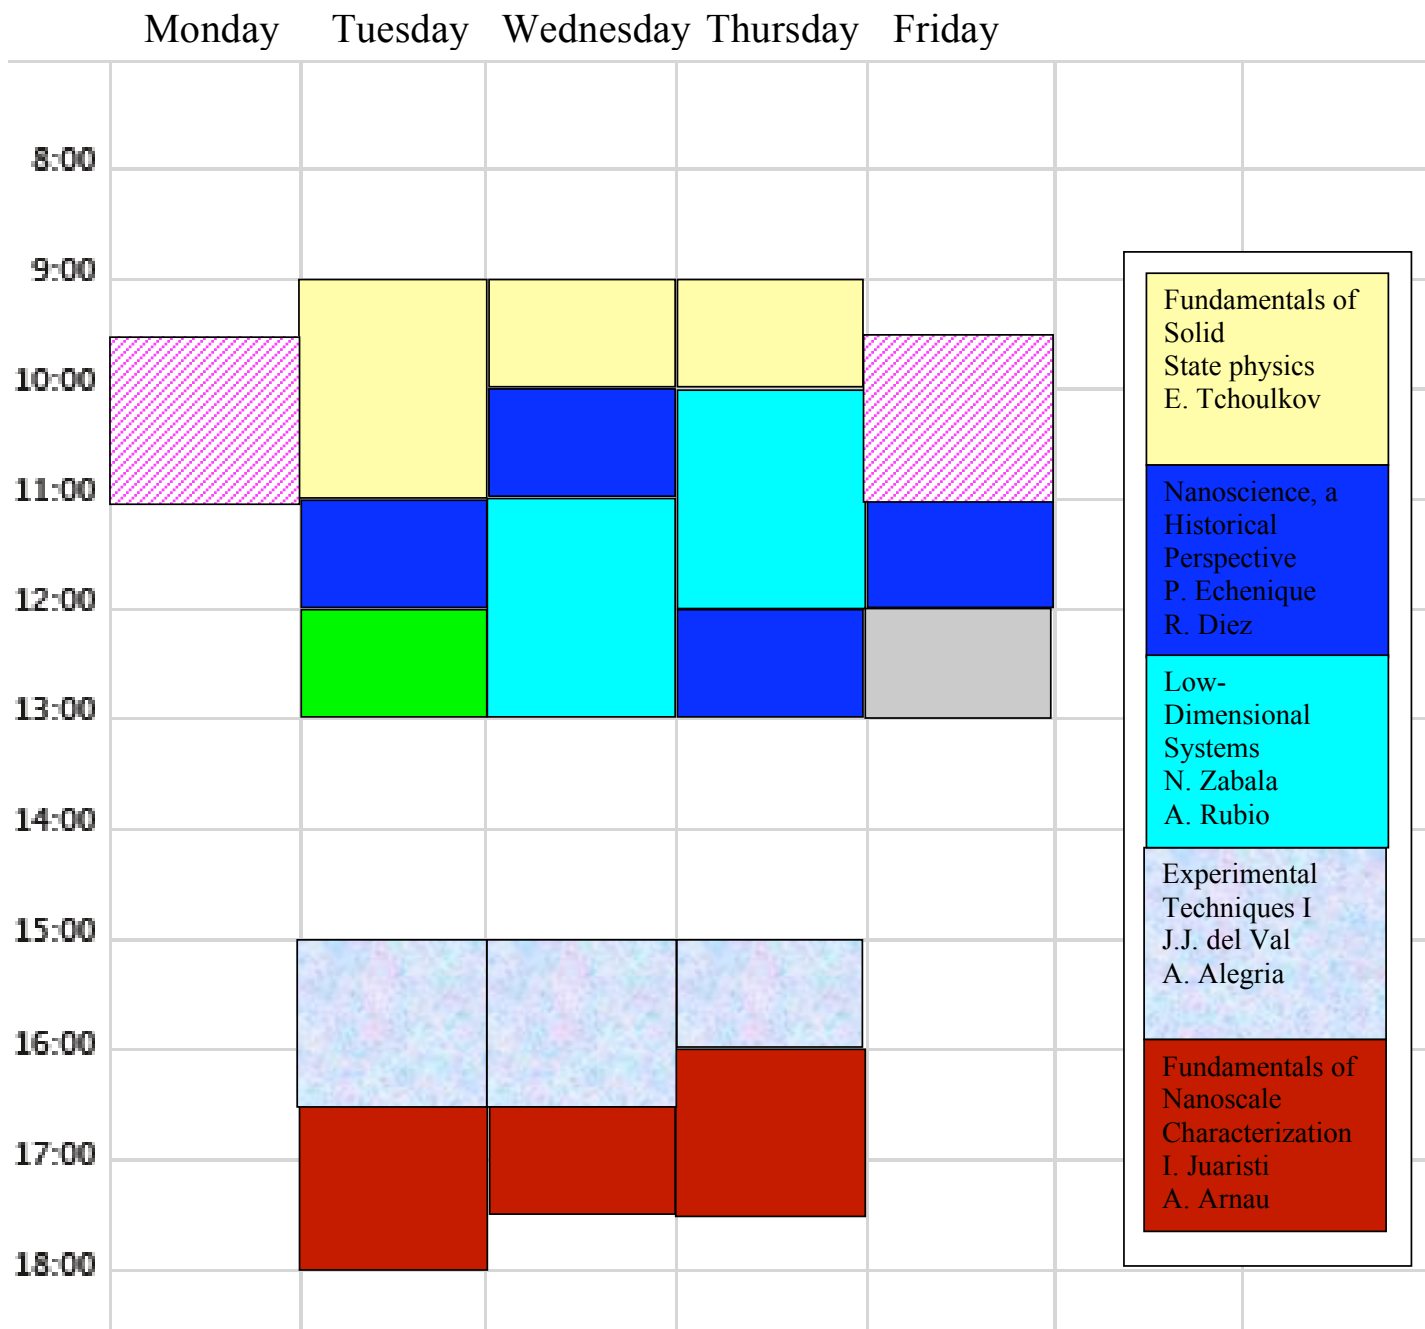 Monday Tuesday Wednesday Thursday Friday
8:00
9:00
10:00
11:00
12:00
13:00
14:00
15:00
16:00
17:00
18:00
Fundamentals of
Solid
State physics
E. Tchoulkov
Nanoscience, a
Historical
Perspective
P. Echenique
R. Diez
Low-
Dimensional
Systems
N. Zabala
A. Rubio
Experimental
Techniques I
J.J. del Val
A. Alegria
Fundamentals of
Nanoscale
Characterization
I. Juaristi
A. Arnau